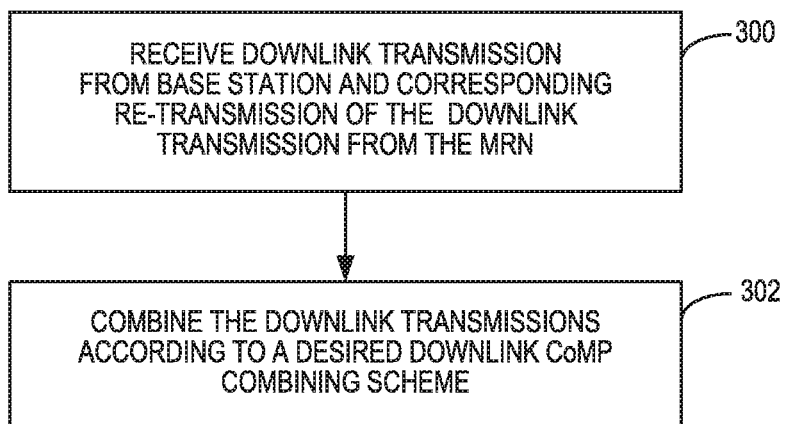 RECEIVE DOWNLINK TRANSMISSION
FROM BASE STATION AND CORRESPONDING
RE-TRANSMISSION OF THE DOWNLINK
TRANSMISSION FROM THE MRN
300
COMBINE THE DOWNLINK TRANSMISSIONS
ACCORDING TO A DESIRED DOWNLINK CoMP
COMBINING SCHEME
302